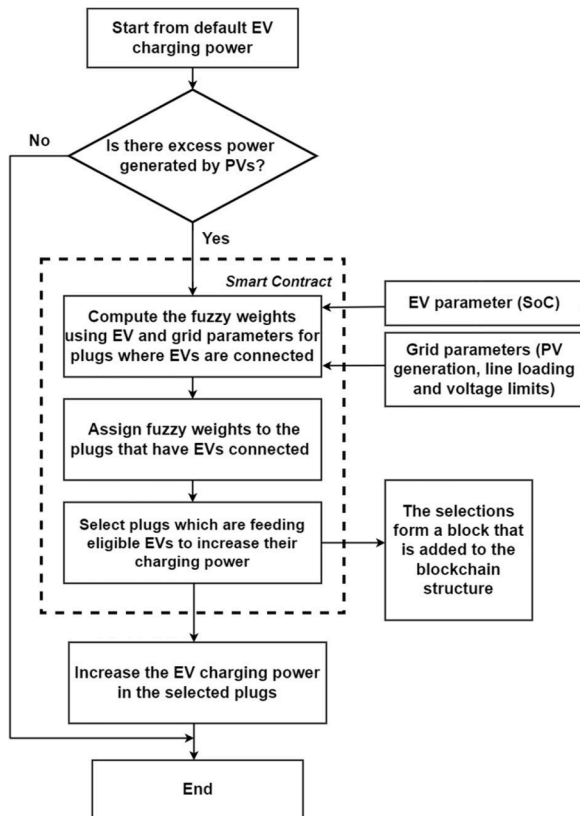 Start from default EV
charging power
No
Is there excess power
generated by PVs?
Yes
Smart Contract
Compute the fuzzy weights
using EV and grid parameters for
plugs where EVs are connected
EV parameter (SoC)
Grid parameters (PV
generation, line loading
and voltage limits)
Assign fuzzy weights to the
plugs that have EVs connected
Select plugs which are feeding
eligible EVs to increase their
charging power
The selections
form a block that
is added to the
blockchain
structure
Increase the EV charging power
in the selected plugs
End